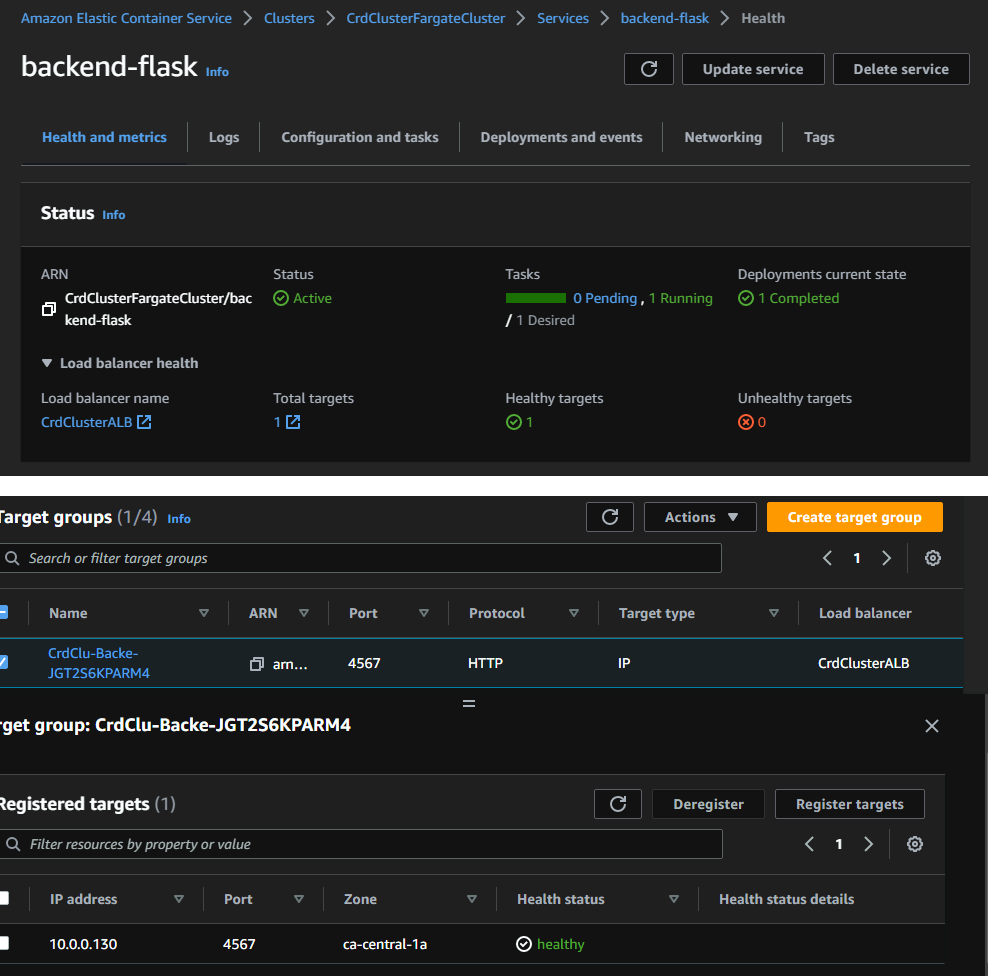 Amazon Elastic Container Service > Clusters > CrdClusterFargateCluster > Services > backend-flask > Health
backend-flask Info
Update service
Delete service
Health and metrics
Logs
Configuration and tasks
Deployments and events
Networking
Tags
Status Info
ARN
CrdClusterFargateCluster/bac
kend-flask
Status
Active
Tasks
0 Pending , 1 Running
/ 1 Desired
Deployments current state
1 Completed
Load balancer health
Load balancer name
CrdClusterALB
Total targets
1
Healthy targets
1
Unhealthy targets
0
Target groups (1/4) Info
Actions
Create target group
Search or filter target groups
1
Name
ARN
Port
Protocol
Target type
Load balancer
CrdClu-Backe-
JGT2S6KPARM4
arn...
4567
HTTP
IP
CrdClusterALB
rget group: CrdClu-Backe-JGT2S6KPARM4
Registered targets (1)
Deregister
Register targets
Filter resources by property or value
1
IP address
Port
Zone
Health status
Health status details
10.0.0.130
4567
ca-central-1a
healthy